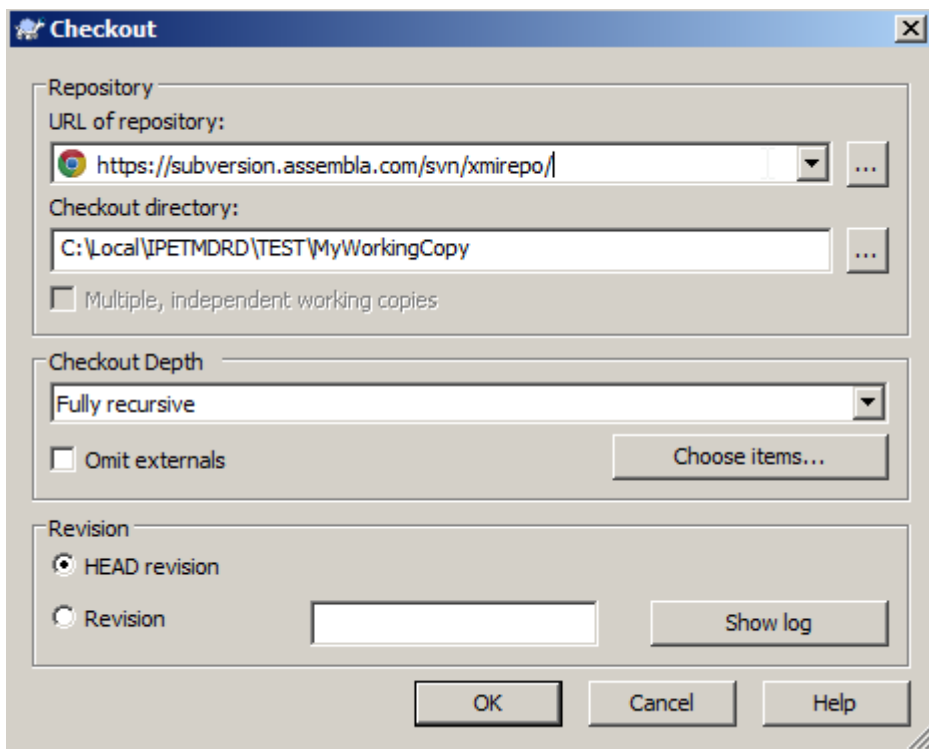 Checkout
Repository
URL of repository:
https://subversion.assembla.com/svn/xmirepo/
...
Checkout directory:
C:\Local\IPETMDRD\TEST\MyWorkingCopy
...
Multiple, independent working copies
Checkout Depth
Fully recursive
Omit externals
Choose items...
Revision
HEAD revision
Revision
Show log
OK
Cancel
Help